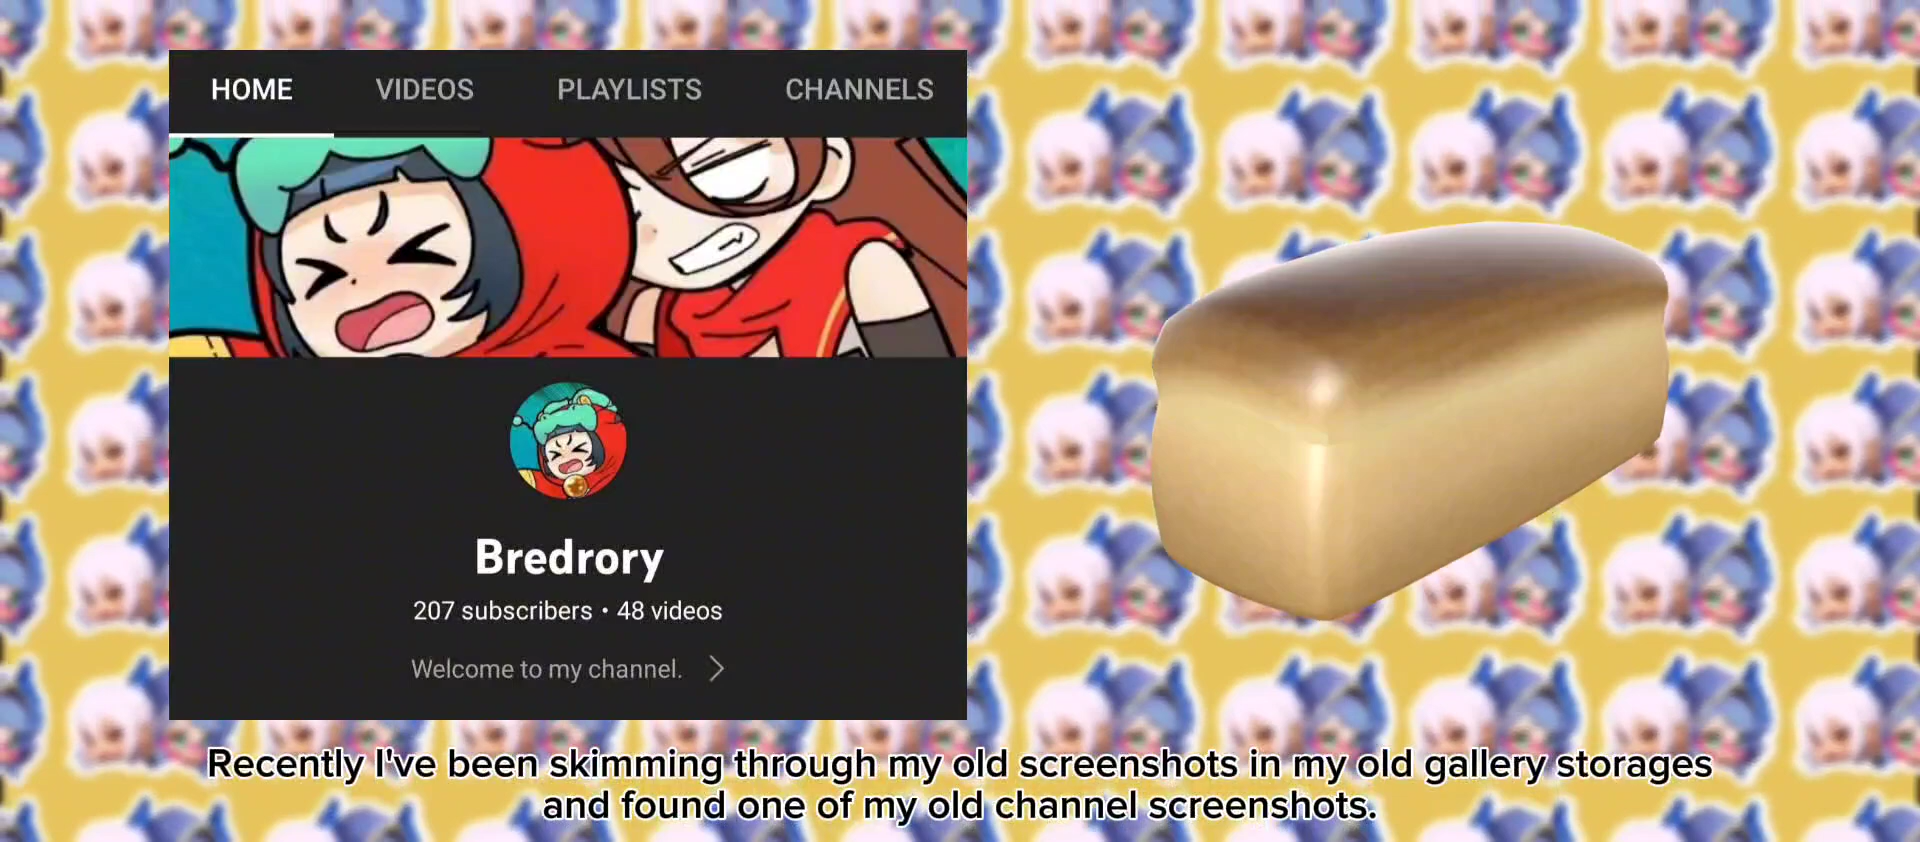 HOME VIDEOS PLAYLISTS CHANNELS
Bredrory
207 subscribers • 48 videos
Welcome to my channel.
Recently I've been skimming through my old screenshots in my old gallery storages
and found one of my old channel screenshots.